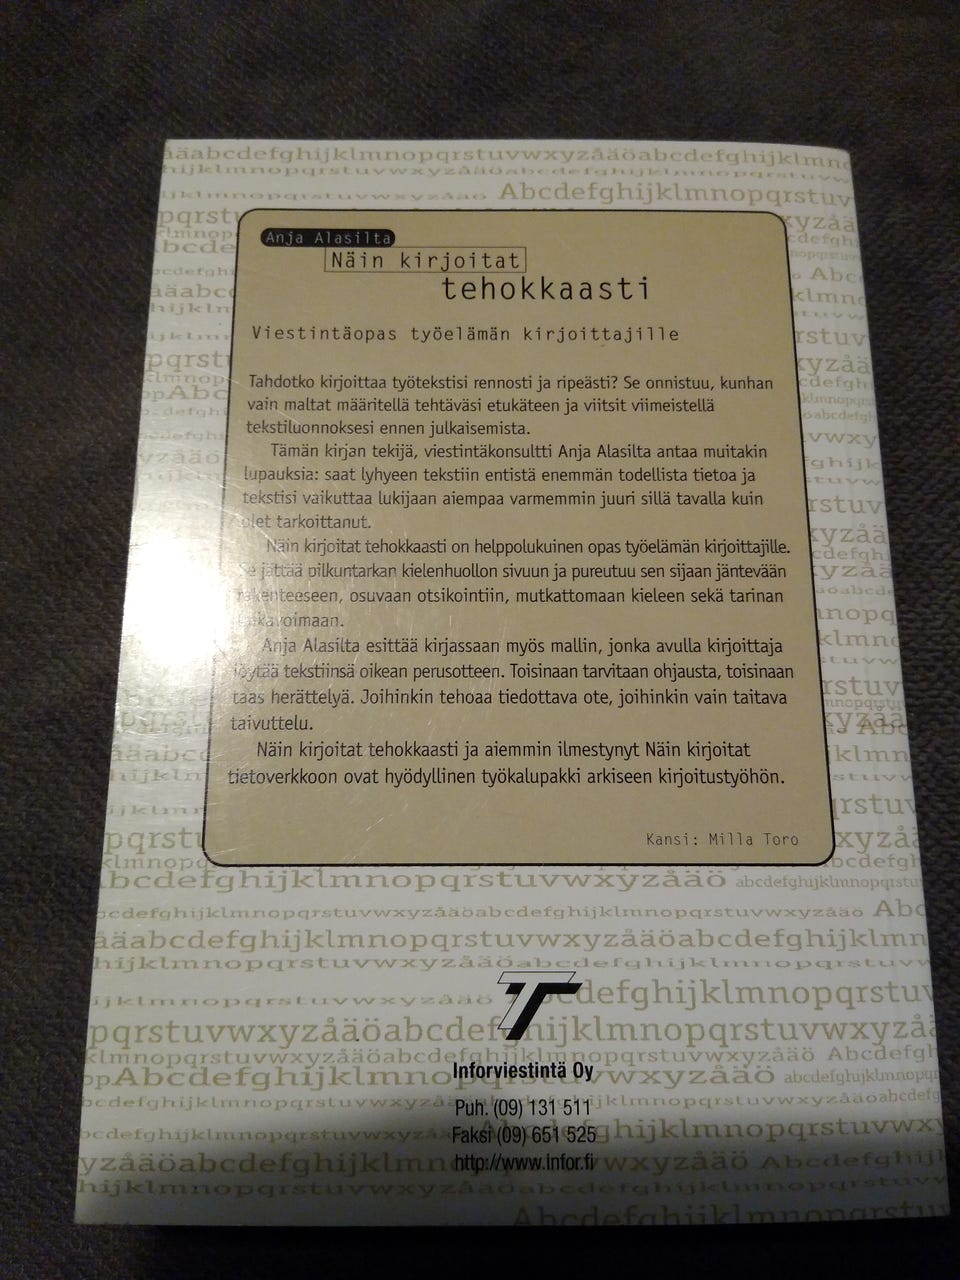 Anja Alasilta
Näin kirjoitat
tehokkaasti
Viestintäopas työelämän kirjoittajille
Tahdotko kirjoittaa työtekstisi rennosti ja ripeästi? Se onnistuu, kunhan
vain maltat määritellä tehtäväsi etukäteen ja viitsit viimeistellä
tekstiluonnoksesi ennen julkaisemista.
Tämän kirjan tekijä, viestintäkonsultti Anja Alasilta antaa muitakin
lupauksia: saat lyhyeen tekstiin entistä enemmän todellista tietoa ja
tekstisi vaikuttaa lukijaan aiempaa varmemmin juuri sillä tavalla kuin
olet tarkoittanut.
Näin kirjoitat tehokkaasti on helppolukuinen opas työelämän kirjoittajille.
Se jättää pilkuntarkan kielenhuollon sivuun ja pureutuu sen sijaan jäntevään
rakenteeseen, osuvaan otsikointiin, mutkattomaan kieleen sekä tarinan
Anja Alasilta esittää kirjassaan myös mallin, jonka avulla kirjoittaja
löytää tekstiinsä oikean perusotteen. Toisinaan tarvitaan ohjausta, toisinaan
taas herättelyä. Joihinkin tehoaa tiedottava ote, joihinkin vain taitava
taivuttelu.
Näin kirjoitat tehokkaasti ja aiemmin ilmestynyt Näin kirjoitat
tietoverkkoon ovat hyödyllinen työkalupakki arkiseen kirjoitustyöhön.
Kansi: Milla Toro
Inforviestintä Oy
Puh. (09) 131 511
Faksi (09) 651 525
http://www.infor.fi